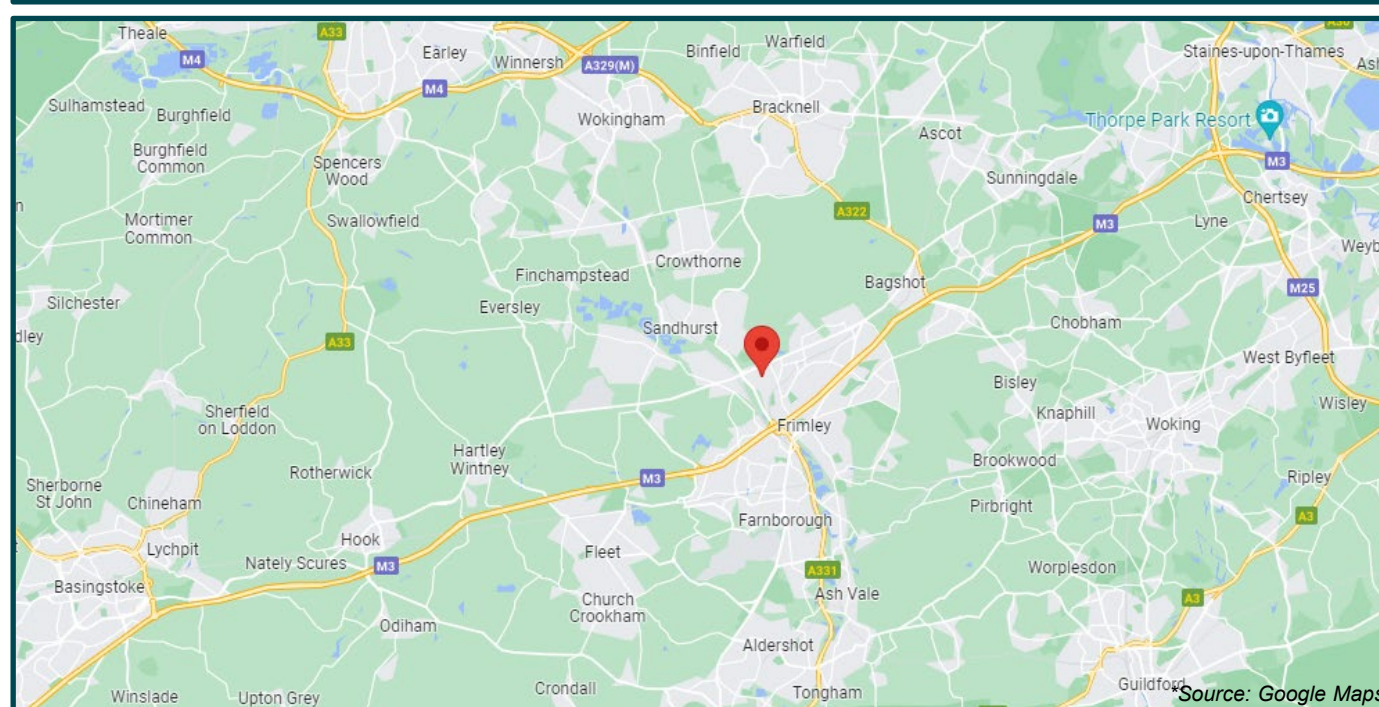 Theale
A33
Earley
Winnersh
A329(M)
Binfield
Warfield
Staines-upon-Thames
M4
M4
Sulhamstead
Burghfield
Wokingham
Bracknell
Ascot
Thorpe Park Resort
M3
Burghfield
Common
Spencers
Wood
Sunningdale
Chertsey
Mortimer
Common
Swallowfield
A322
M3
Lyne
Crowthorne
Finchampstead
Bagshot
M25
Silchester
Eversley
Sandhurst
Chobham
A33
West Byfleet
Bisley
Sherfield
on Loddon
Knaphill
Woking
Wisley
Frimley
Hartley
Wintney
Rotherwick
M3
Brookwood
Ripley
Sherborne
St John
Chineham
Pirbright
A3
Farnborough
Lychpit
Hook
Nately Scures
M3
Fleet
A331
Worplesdon
Basingstoke
Church
Crookham
Ash Vale
A3
Odiham
Aldershot
Winslade
Upton Grey
Crondall
Tongham
Guildford
*Source: Google Maps